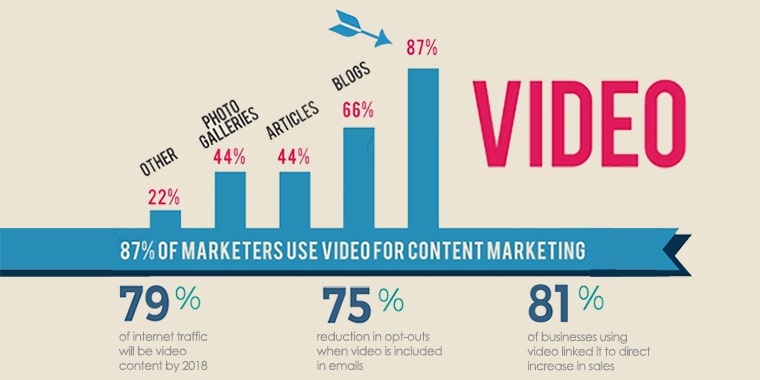 OTHER
22%
PHOTO
GALLERIES
44%
ARTICLES
44%
BLOGS
66%
87%
VIDEO
87% OF MARKETERS USE VIDEO FOR CONTENT MARKETING
79%
of internet traffic
will be video
content by 2018
75%
reduction in opt-outs
when video is included
in emails
81%
of businesses using
video linked it to direct
increase in sales